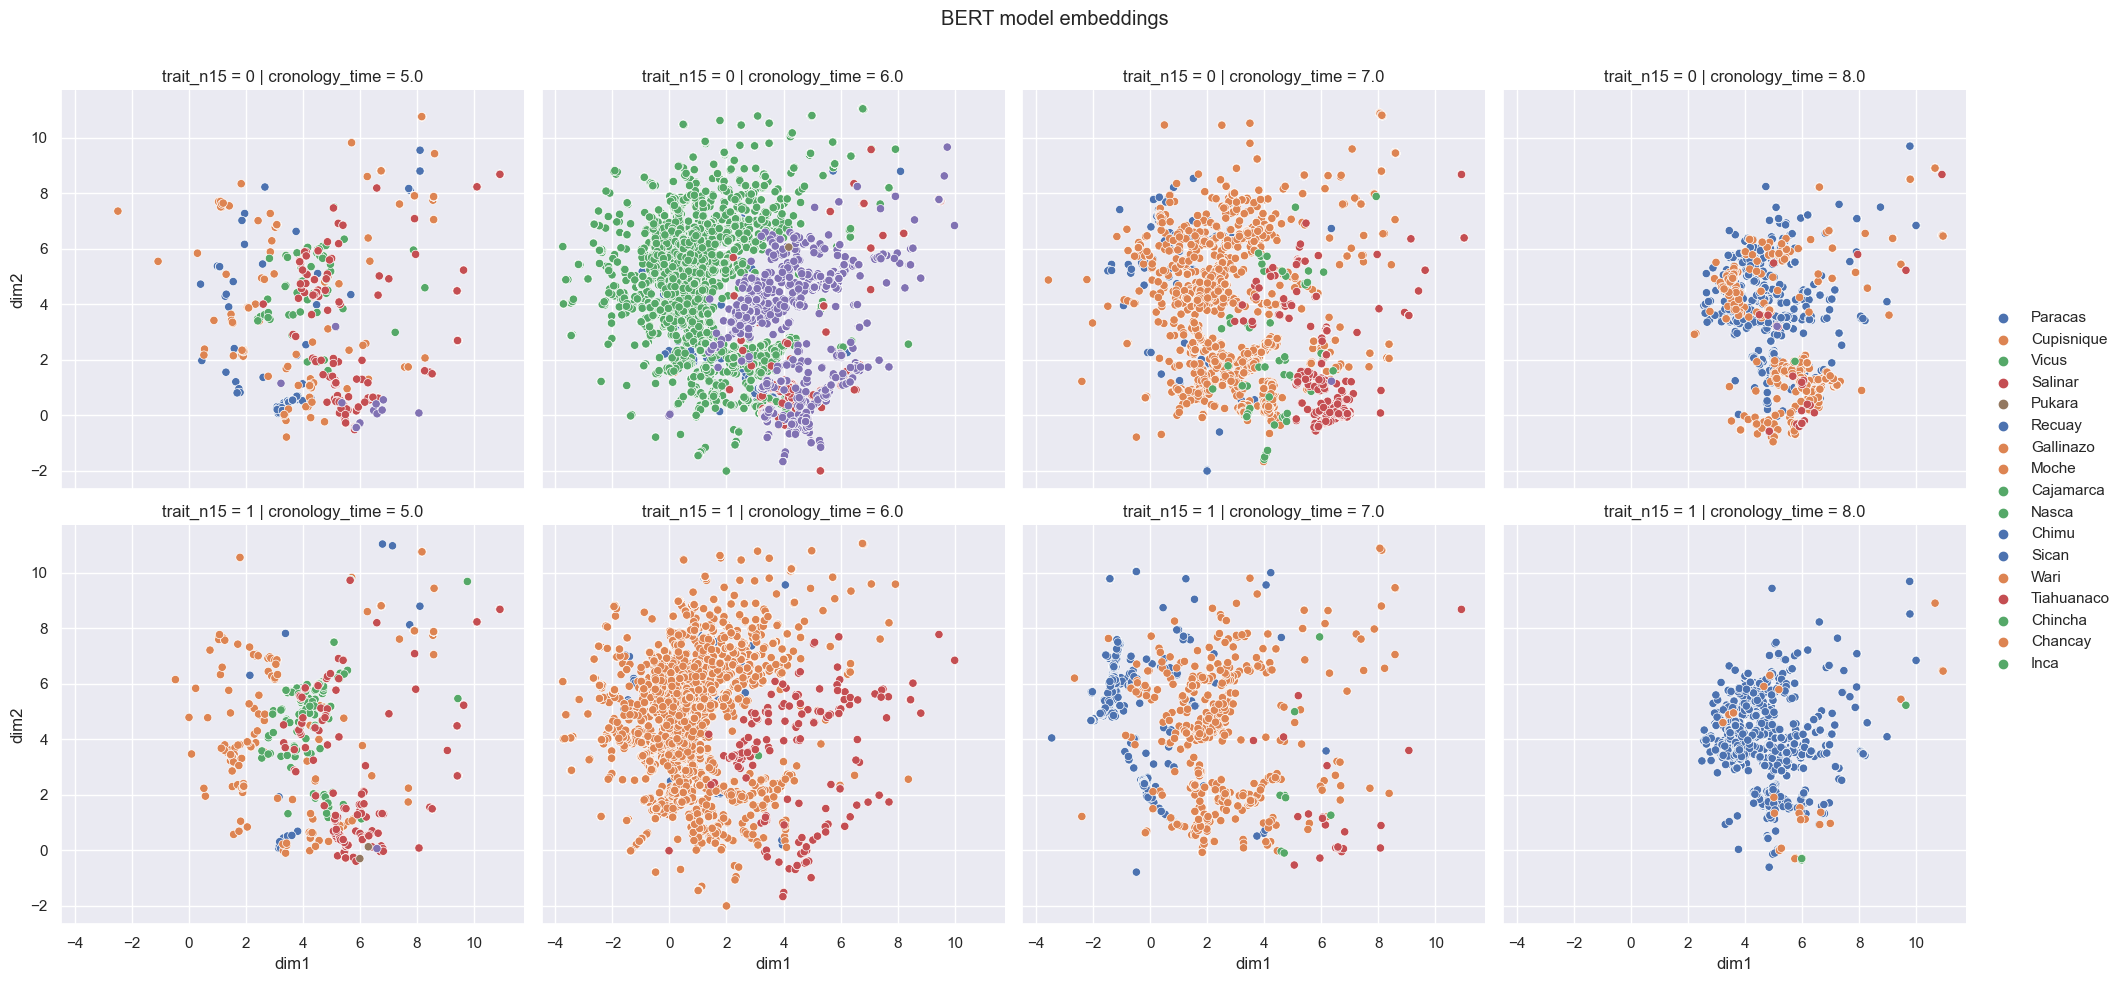 BERT model embeddings
trait_n15 = 0 | cronology_time = 5.0
trait_n15 = 0 | cronology_time = 6.0
trait_n15 = 0 | cronology_time = 7.0
trait_n15 = 0 | cronology_time = 8.0
10
8
6
4
2
0
−2
dim2
trait_n15 = 1 | cronology_time = 5.0
trait_n15 = 1 | cronology_time = 6.0
trait_n15 = 1 | cronology_time = 7.0
trait_n15 = 1 | cronology_time = 8.0
10
8
6
4
2
0
−2
dim2
−4 −2 0 2 4 6 8 10
−4 −2 0 2 4 6 8 10
−4 −2 0 2 4 6 8 10
−4 −2 0 2 4 6 8 10
dim1
dim1
dim1
dim1
Paracas
Cupisnique
Vicus
Salinar
Pukara
Recuay
Gallinazo
Moche
Cajamarca
Nasca
Chimu
Sican
Wari
Tiahuanaco
Chincha
Chancay
Inca